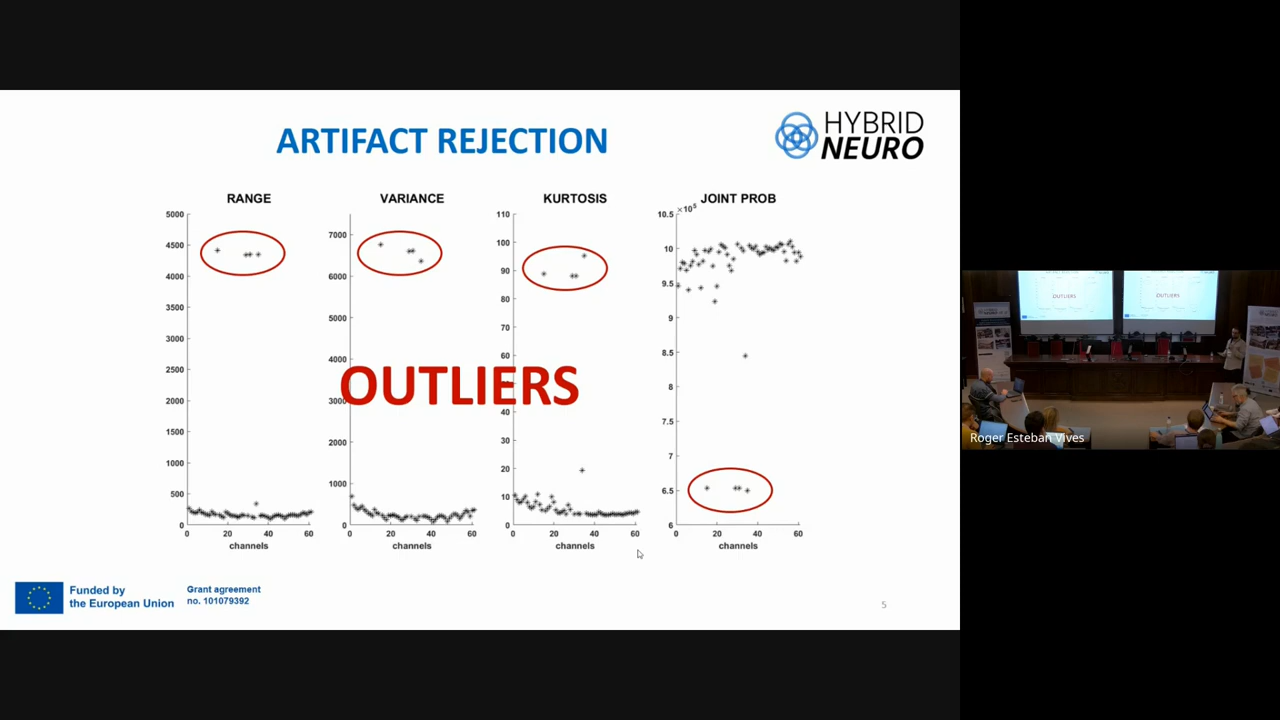 ARTIFACT REJECTION
HYBRID
NEURO
RANGE
5000
4500
4000
3500
3000
2500
2000
1500
1000
500
0
0 20 40 60
channels
VARIANCE
7000
6000
5000
4000
3000
2000
1000
0
0 20 40 60
channels
KURTOSIS
110
100
90
80
70
60
40
30
20
10
0
0 20 40 60
channels
JOINT PROB
×10⁵
10.5
10
9.5
9
8.5
8
7.5
7
6.5
6
0 20 40 60
channels
OUTLIERS
Funded by
the European Union
Grant agreement
no. 101079392
5
OUTLIERS
OUTLIERS
Roger Esteban Vives